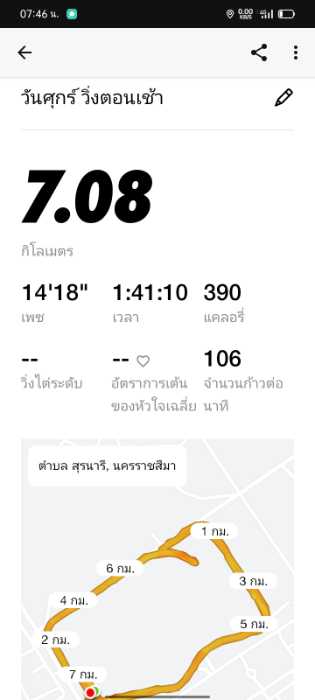 07:46 น.
0.00
KB/S
วันศุกร์ วิ่งตอนเช้า
7.08
กิโลเมตร
14'18" 1:41:10 390
เพซ เวลา แคลอรี่
-- -- 106
วิ่งไต่ระดับ อัตราการเต้น จำนวนก้าวต่อ
ของหัวใจเฉลี่ย นาที
ตำบล สุรนารี, นครราชสีมา
1 กม.
6 กม.
3 กม.
4 กม.
5 กม.
2 กม.
7 กม.